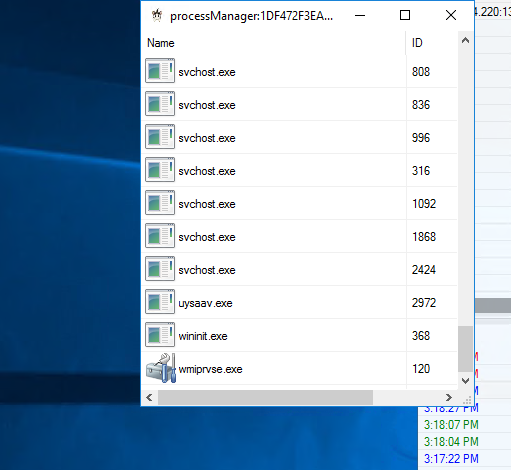 processManager:1DF472F3EA...
4.220:13
Name ID
svchost.exe 808
svchost.exe 836
svchost.exe 996
svchost.exe 316
svchost.exe 1092
svchost.exe 1868
svchost.exe 2424
uysaav.exe 2972
wininit.exe 368
wmiprvse.exe 120
M
M
M
3:18:27 PM
3:18:07 PM
3:18:04 PM
3:17:22 PM